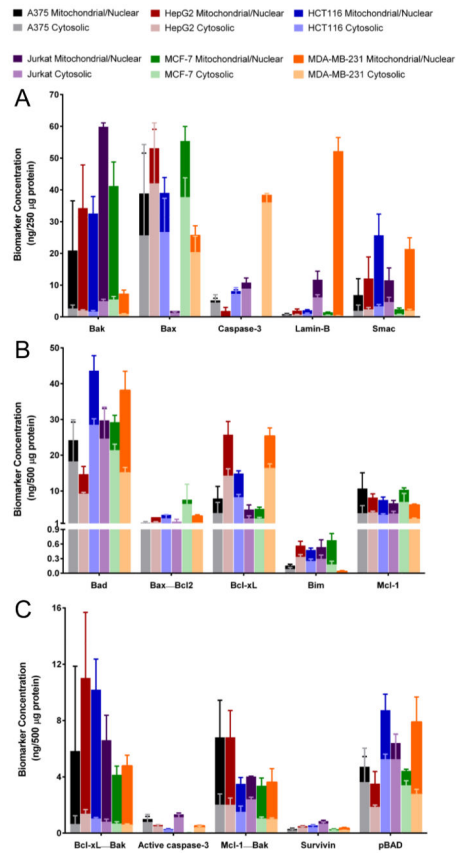 A375 Mitochondrial/Nuclear HepG2 Mitochondrial/Nuclear HCT116 Mitochondrial/Nuclear
A375 Cytosolic HepG2 Cytosolic HCT116 Cytosolic
Jurkat Mitochondrial/Nuclear MCF-7 Mitochondrial/Nuclear MDA-MB-231 Mitochondrial/Nuclear
Jurkat Cytosolic MCF-7 Cytosolic MDA-MB-231 Cytosolic
A
Biomarker Concentration
(ng/250 µg protein)
70
60
50
40
30
20
10
0
Bak Bax Caspase-3 Lamin-B Smac
B
Biomarker Concentration
(ng/500 µg protein)
50
40
30
20
10
0.9
0.6
0.3
0.0
Bad Bax—Bcl2 Bcl-xL Bim Mcl-1
C
Biomarker Concentration
(ng/500 µg protein)
16
12
8
4
0
Bcl-xL—Bak Active caspase-3 Mcl-1—Bak Survivin pBAD